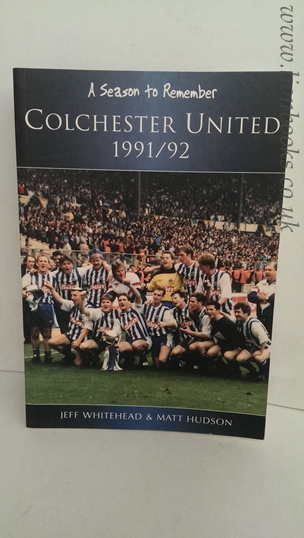 A Season to Remember
COLCHESTER UNITED
1991/92
JEFF WHITEHEAD & MATT HUDSON